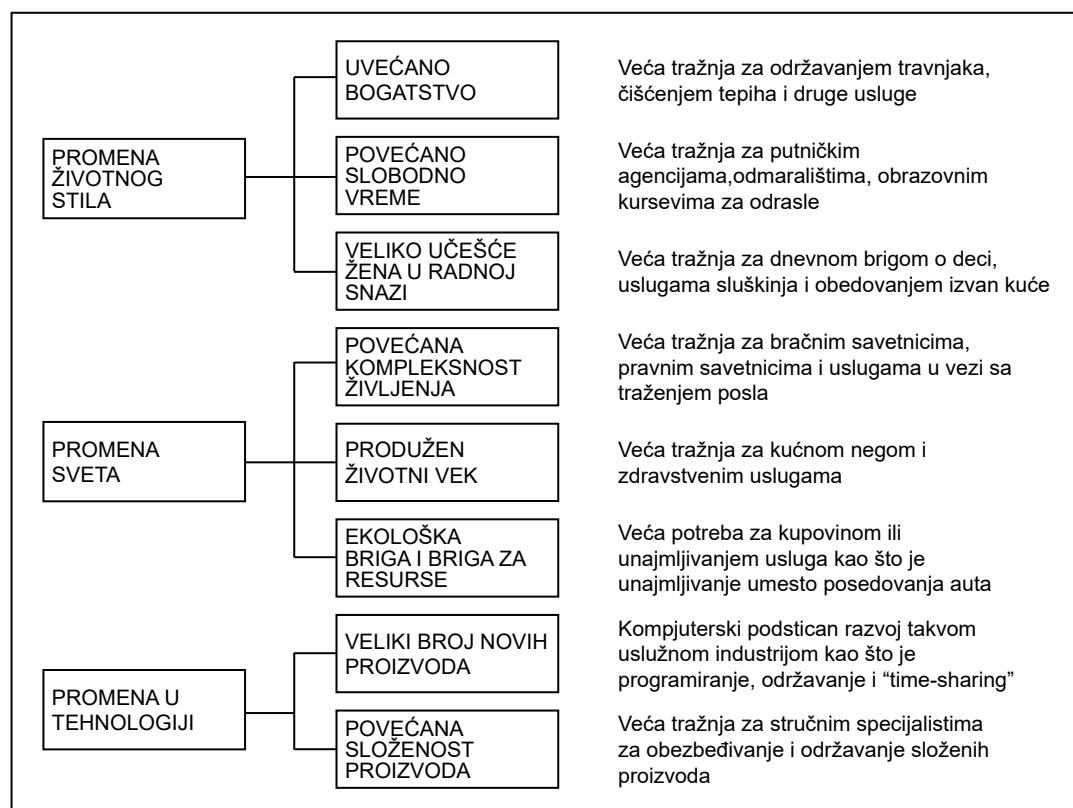 PROMENA
ŽIVOTNOG
STILA
UVEĆANO
BOGATSTVO
Veća tražnja za održavanjem travnjaka,
čišćenjem tepiha i druge usluge
POVEĆANO
SLOBODNO
VREME
Veća tražnja za putničkim
agencijama,odmaralištima, obrazovnim
kursevima za odrasle
VELIKO UČEŠĆE
ŽENA U RADNOJ
SNAZI
Veća tražnja za dnevnom brigom o deci,
uslugama sluškinja i obedovanjem izvan kuće
PROMENA
SVETA
POVEĆANA
KOMPLEKSNOST
ŽIVLJENJA
Veća tražnja za bračnim savetnicima,
pravnim savetnicima i uslugama u vezi sa
traženjem posla
PRODUŽEN
ŽIVOTNI VEK
Veća tražnja za kućnom negom i
zdravstvenim uslugama
EKOLOŠKA
BRIGA I BRIGA ZA
RESURSE
Veća potreba za kupovinom ili
unajmljivanjem usluga kao što je
unajmljivanje umesto posedovanja auta
PROMENA U
TEHNOLOGIJI
VELIKI BROJ NOVIH
PROIZVODA
Kompjuterski podstican razvoj takvom
uslužnom industrijom kao što je
programiranje, održavanje i “time-sharing”
POVEĆANA
SLOŽENOST
PROIZVODA
Veća tražnja za stručnim specijalistima
za obezbeđivanje i održavanje složenih
proizvoda